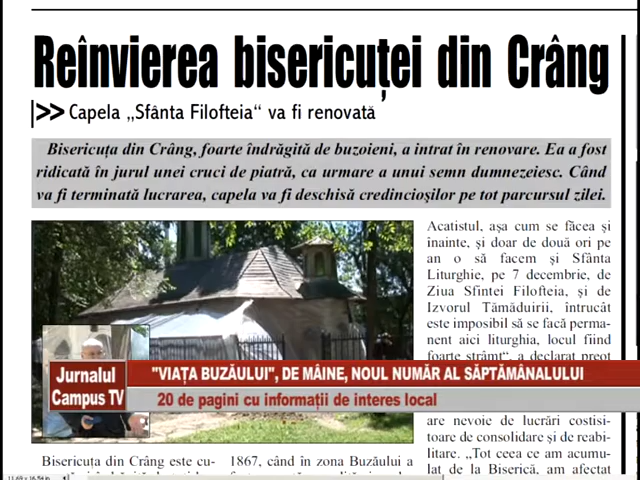 Reînvierea bisericuței din Crâng
>> Capela „Sfânta Filofteia“ va fi renovată
Bisericuța din Crâng, foarte îndrăgită de buzoieni, a intrat în renovare. Ea a fost
ridicată în jurul unei cruci de piatră, ca urmare a unui semn dumnezeiesc. Când
va fi terminată lucrarea, capela va fi deschisă credincioșilor pe tot parcursul zilei.
Acatistul, așa cum se făcea și
înainte, și doar de două ori pe
an o să facem și Sfânta
Liturghie, pe 7 decembrie, de
Ziua Sfintei Filofteia, și de
Izvorul Tămăduirii, întrucât
este imposibil să se facă perma-
nent aici liturghia, locul fiind
foarte strâmt“, a declarat preot
Jurnalul
Campus TV
"VIAȚA BUZĂULUI", DE MÂINE, NOUL NUMĂR AL SĂPTĂMÂNALULUI
20 de pagini cu informații de interes local
are nevoie de lucrări costisi-
toare de consolidare și de reabi-
litare. „Tot ceea ce am acumu-
lat de la Biserică, am afectat
Bisericuța din Crâng este cu-
1867, când în zona Buzăului a
11,69 x 16,54 in